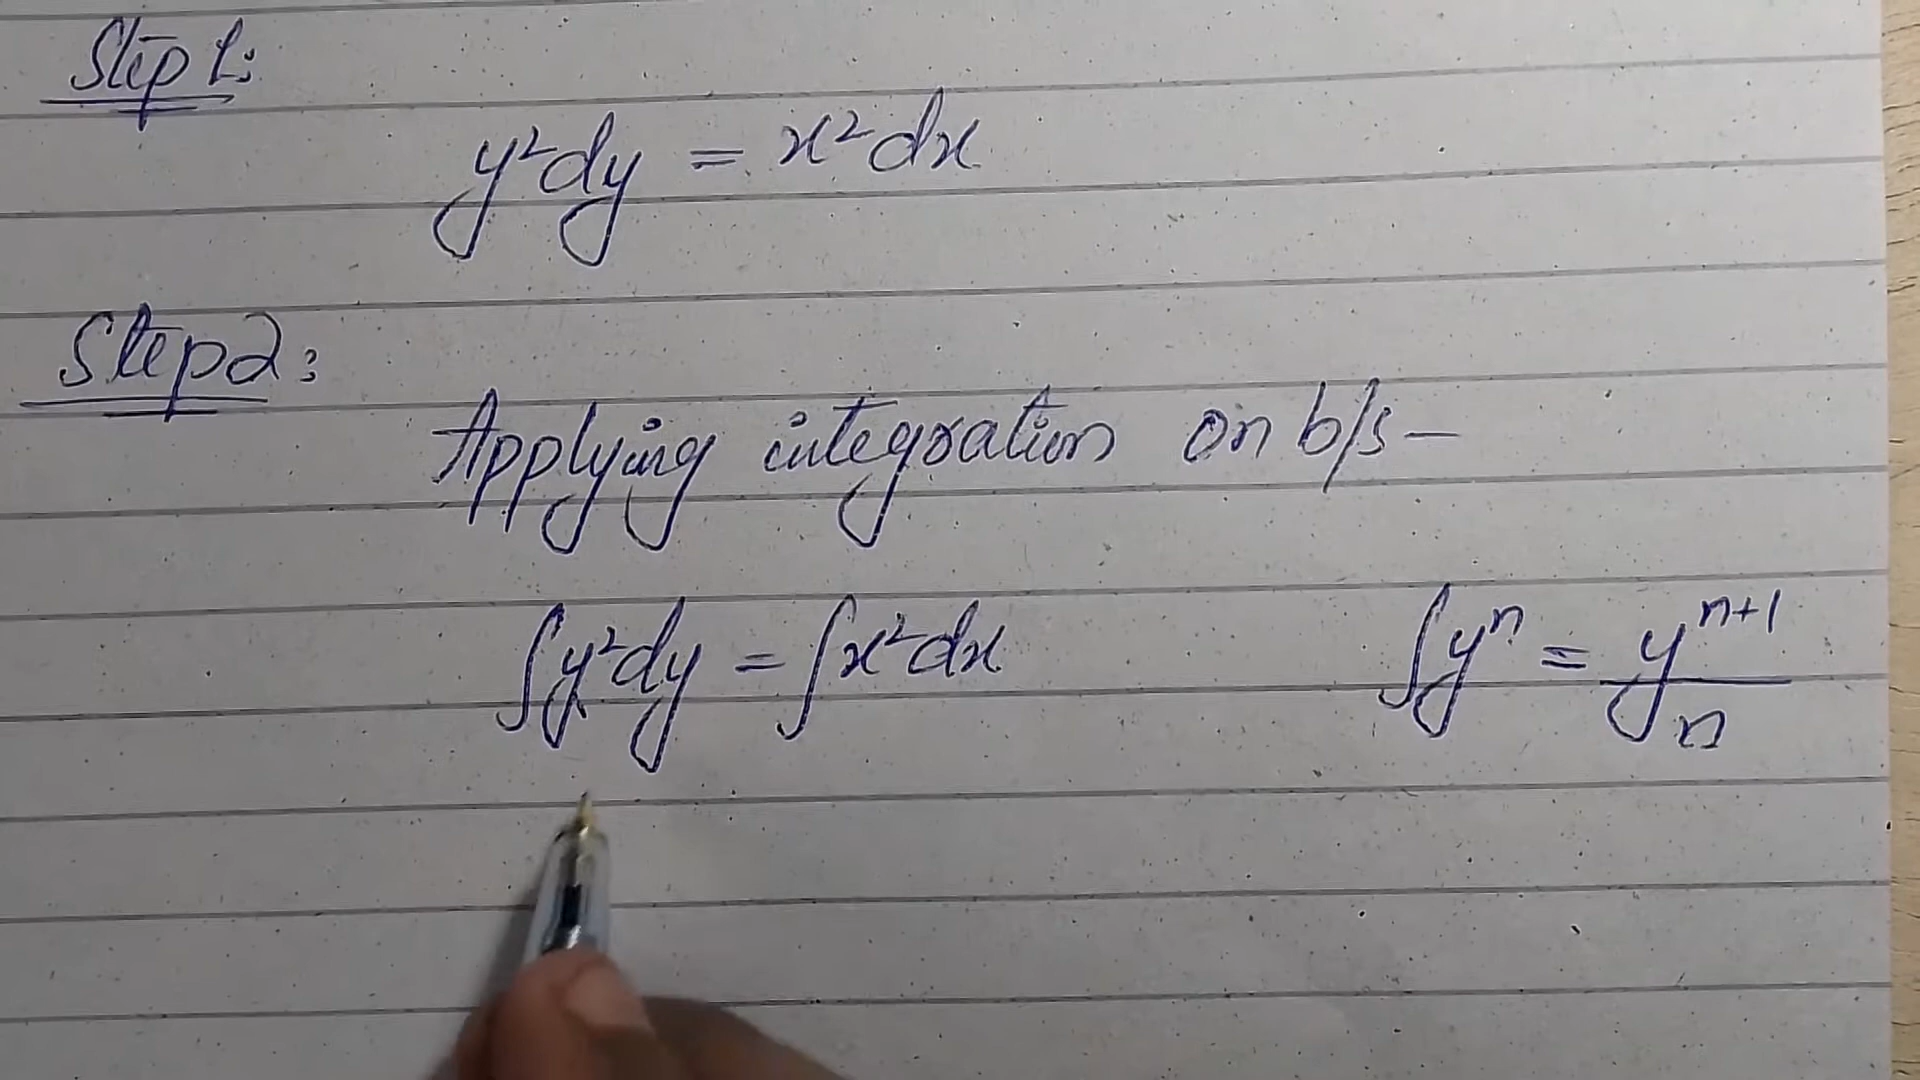 Step 1:
y²dy = x²dx
Step 2:
Applying integration on b/s –
∫y²dy = ∫x²dx
∫yⁿ = yⁿ⁺¹
n